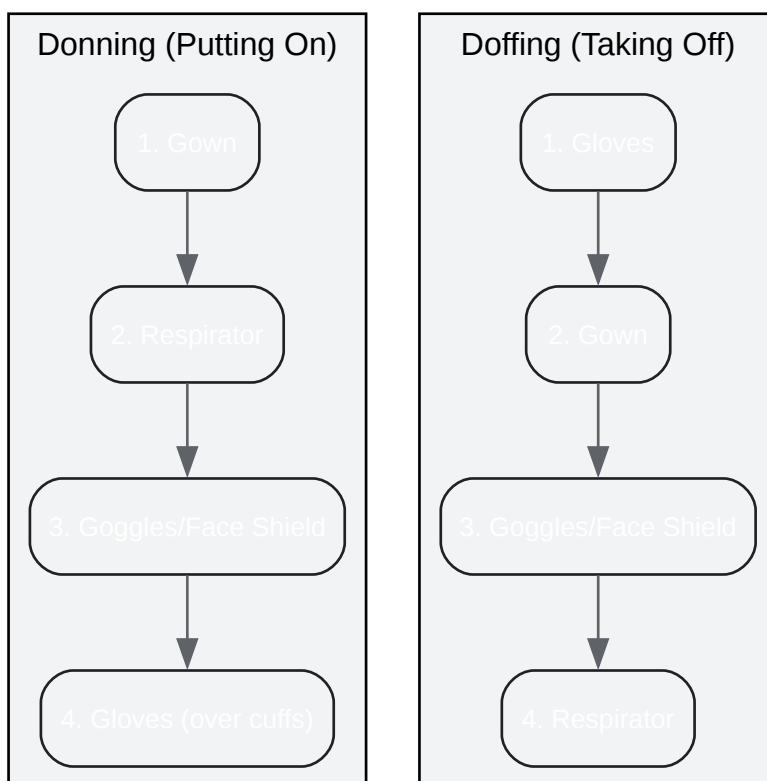 Donning (Putting On)
1. Gown
2. Respirator
3. Goggles/Face Shield
4. Gloves (over cuffs)
Doffing (Taking Off)
1. Gloves
2. Gown
3. Goggles/Face Shield
4. Respirator